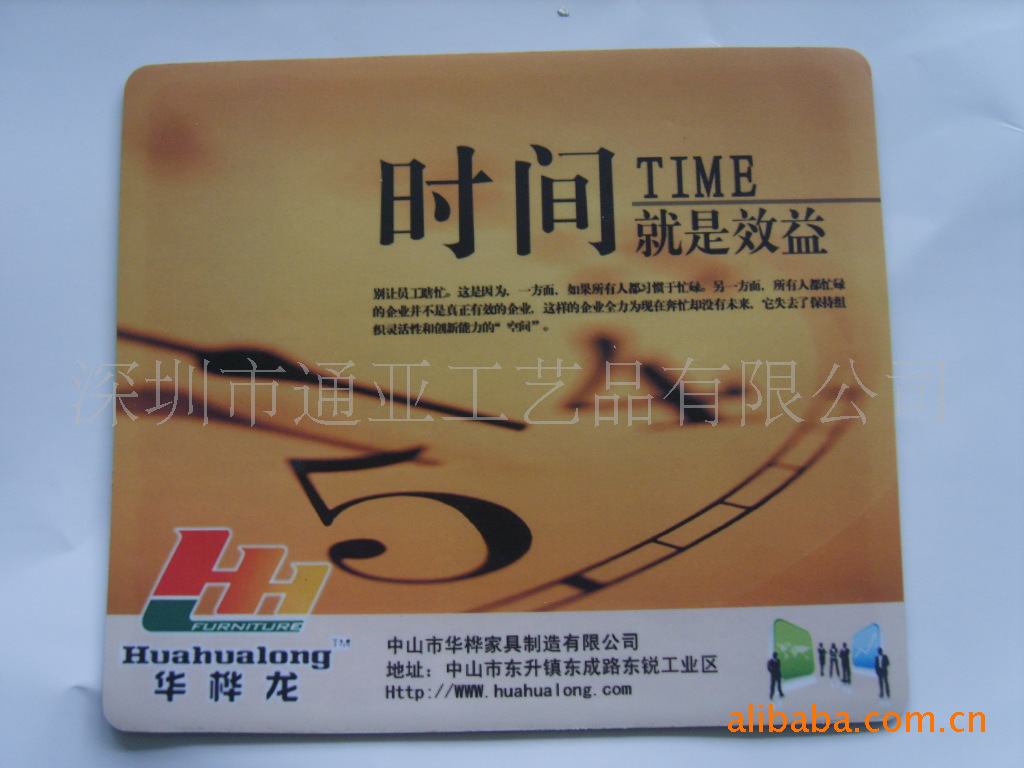 时间
TIME
就是效益
别让员工瞎忙。这是因为，一方面，如果所有人都习惯于忙碌。另一方面，所有人都忙碌
的企业并不是真正有效的企业，这样的企业全力为现在奔忙却没有未来，它失去了保持组
织灵活性和创新能力的“空间”。
深圳市通亚工艺品有限公司
5
HH
FURNITURE
Huahualong™
华桦龙
中山市华桦家具制造有限公司
地址：中山市东升镇东成路东锐工业区
Http://WWW.huahualong.com
alibaba.com.cn